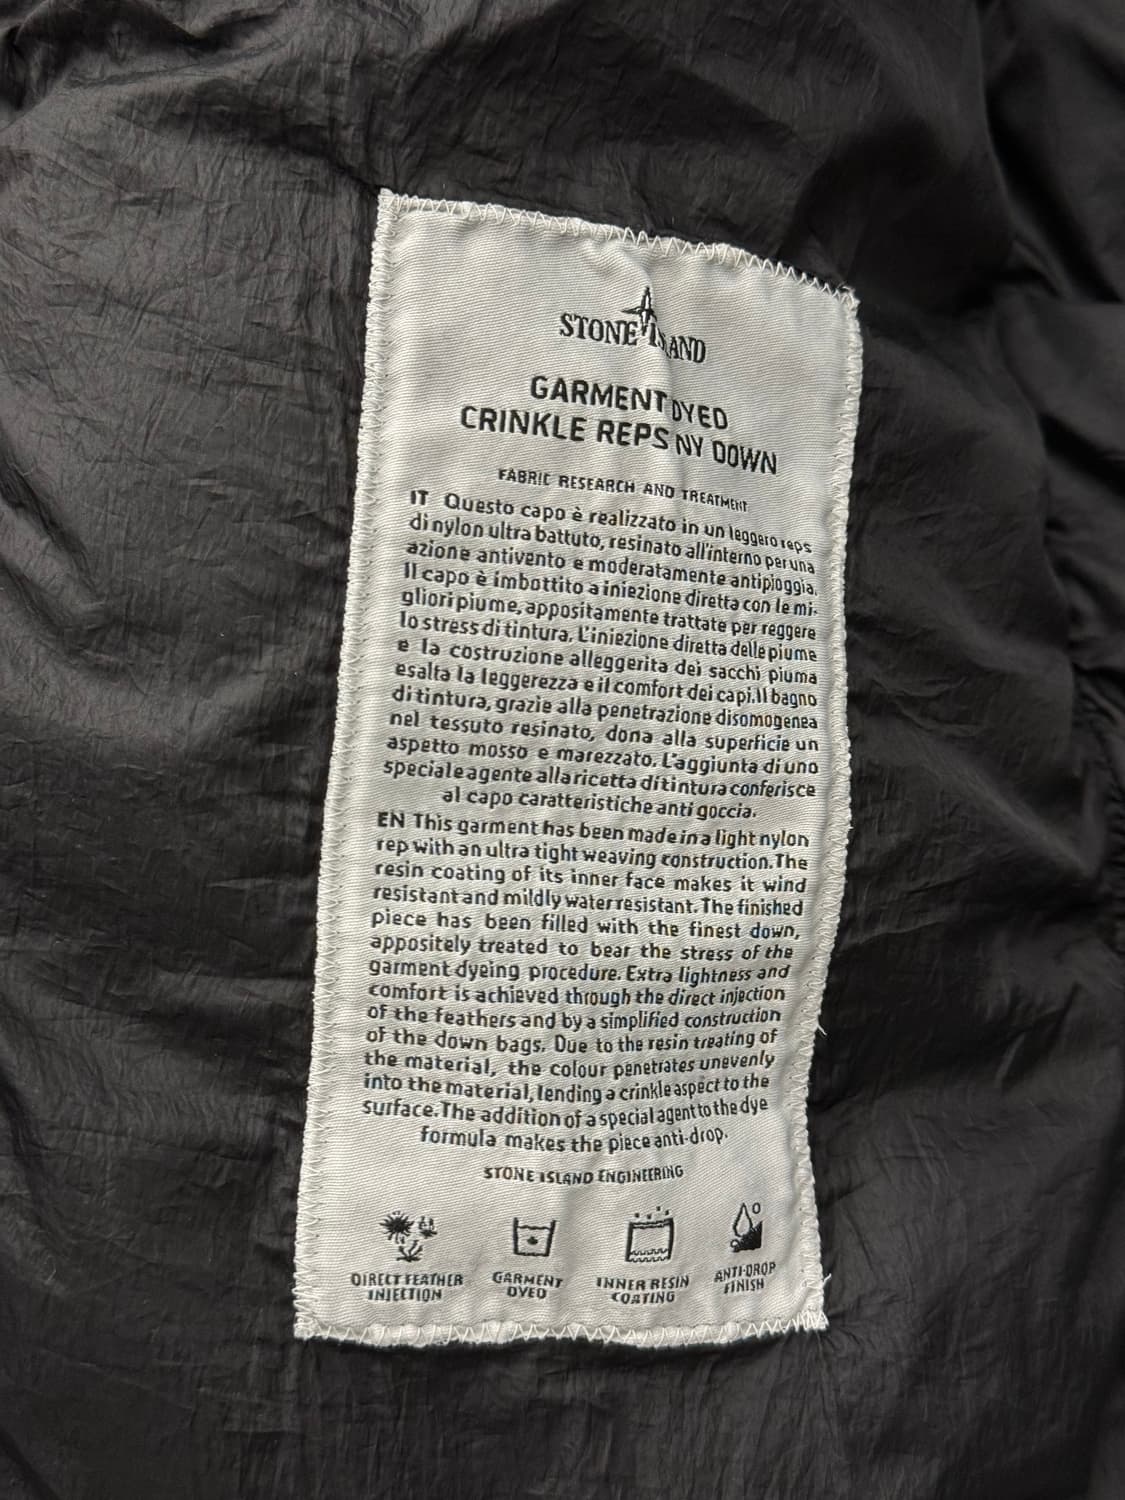 STONE ISLAND
GARMENT DYED
CRINKLE REPS NY DOWN
FABRIC RESEARCH AND TREATMENT
IT Questo capo è realizzato in un leggero reps
di nylon ultra battuto, resinato all'interno per una
azione antivento e moderatamente antipioggia.
Il capo è imbottito a iniezione diretta con le mi-
gliori piume, appositamente trattate per reggere
lo stress di tintura. L'iniezione diretta delle piume
e la costruzione alleggerita dei sacchi piuma
esalta la leggerezza e il comfort dei capi. Il bagno
di tintura, grazie alla penetrazione disomogenea
nel tessuto resinato, dona alla superficie un
aspetto mosso e marezzato. L'aggiunta di uno
speciale agente alla ricetta di tintura conferisce
al capo caratteristiche anti goccia.
EN This garment has been made in a light nylon
rep with an ultra tight weaving construction. The
resin coating of its inner face makes it wind
resistant and mildly water resistant. The finished
piece has been filled with the finest down,
appositely treated to bear the stress of the
garment dyeing procedure. Extra lightness and
comfort is achieved through the direct injection
of the feathers and by a simplified construction
of the down bags. Due to the resin treating of
the material, the colour penetrates unevenly
into the material, lending a crinkle aspect to the
surface. The addition of a special agent to the dye
formula makes the piece anti-drop.
STONE ISLAND ENGINEERING
DIRECT FEATHER
INJECTION
GARMENT
DYED
INNER RESIN
COATING
ANTI-DROP
FINISH